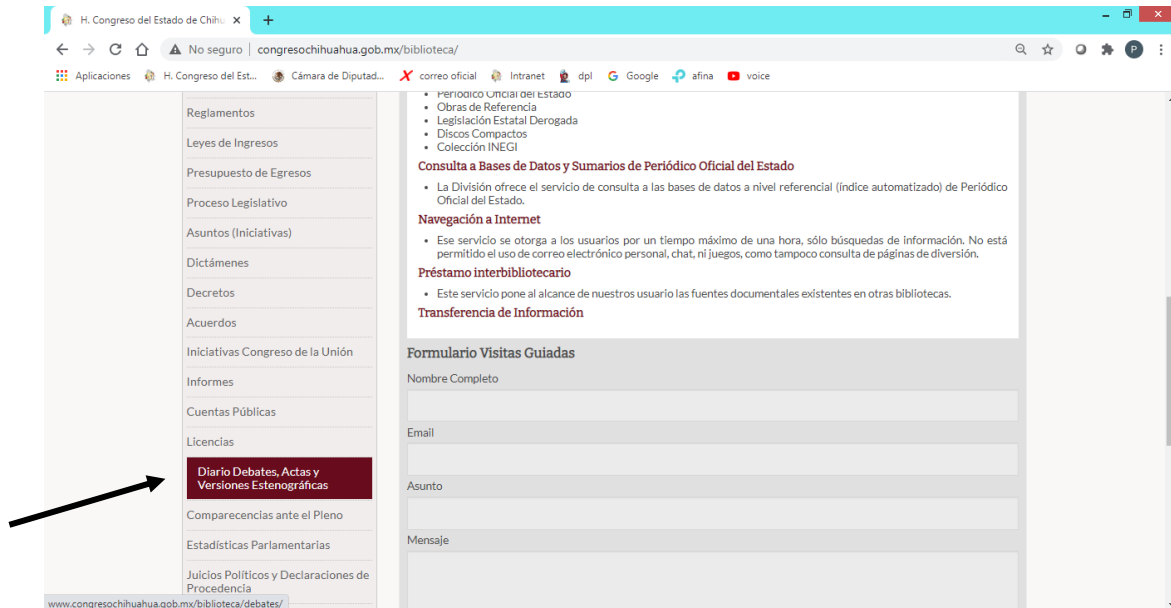 H. Congreso del Estado de Chihu
No seguro
congresochihuahua.gob.mx/biblioteca/
P
Aplicaciones
H. Congreso del Est...
Cámara de Diputad...
correo oficial
Intranet
dpl
Google
afina
voice
Reglamentos
Leyes de Ingresos
Presupuesto de Egresos
Proceso Legislativo
Asuntos (Iniciativas)
Dictámenes
Decretos
Acuerdos
Iniciativas Congreso de la Unión
Informes
Cuentas Públicas
Licencias
Diario Debates, Actas y
Versiones Estenográficas
Comparecencias ante el Pleno
Estadísticas Parlamentarias
Juicios Políticos y Declaraciones de
Procedencia
www.congresochihuahua.gob.mx/biblioteca/debates/
• Periódico Oficial del Estado
• Obras de Referencia
• Legislación Estatal Derogada
• Discos Compactos
• Colección INEGI
Consulta a Bases de Datos y Sumarios de Periódico Oficial del Estado
• La División ofrece el servicio de consulta a las bases de datos a nivel referencial (índice automatizado) de Periódico
Oficial del Estado.
Navegación a Internet
• Ese servicio se otorga a los usuarios por un tiempo máximo de una hora, sólo búsquedas de información. No está
permitido el uso de correo electrónico personal, chat, ni juegos, como tampoco consulta de páginas de diversión.
Préstamo interbibliotecario
• Este servicio pone al alcance de nuestros usuario las fuentes documentales existentes en otras bibliotecas.
Transferencia de Información
Formulario Visitas Guiadas
Nombre Completo
Email
Asunto
Mensaje